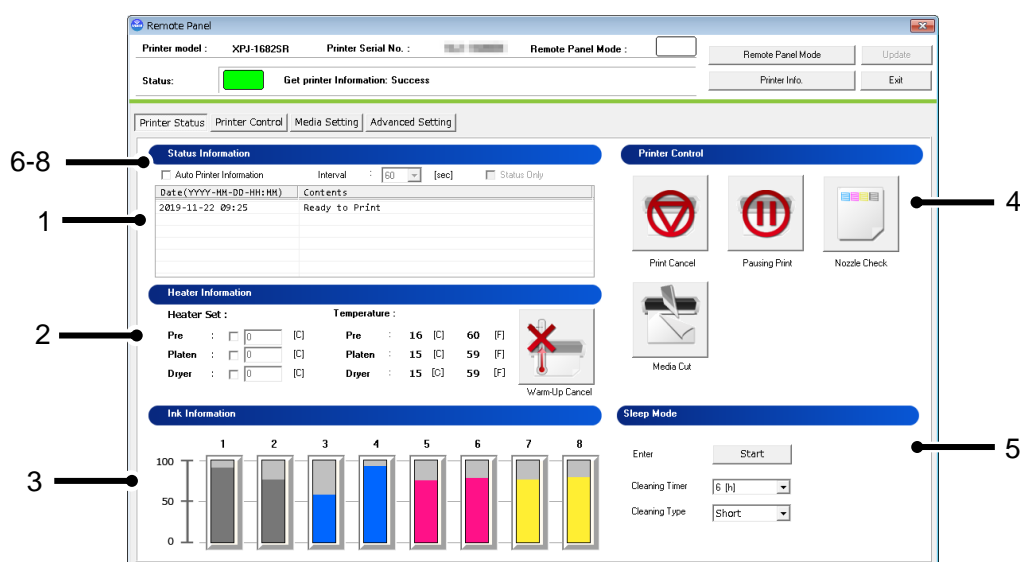 Remote Panel
Printer model : XPJ-1682SR Printer Serial No. : Remote Panel Mode :
Remote Panel Mode Update
Status: Get printer Information: Success
Printer Info. Exit
Printer Status Printer Control Media Setting Advanced Setting
6-8
Status Information
Auto Printer Information Interval : 60 [sec] Status Only
1
Date(YYYY-MM-DD-HH:MM) Contents
2019-11-22 09:25 Ready to Print
Printer Control
4
Print Cancel Pausing Print Nozzle Check
Media Cut
Heater Information
2
Heater Set : Temperature :
Pre : 0 [C] Pre : 16 [C] 60 [F]
Platen : 0 [C] Platen : 15 [C] 59 [F]
Dryer : 0 [C] Dryer : 15 [C] 59 [F]
Warm-Up Cancel
Ink Information
3
1 2 3 4 5 6 7 8
100
50
0
Sleep Mode
5
Enter Start
Cleaning Timer 6 [h]
Cleaning Type Short